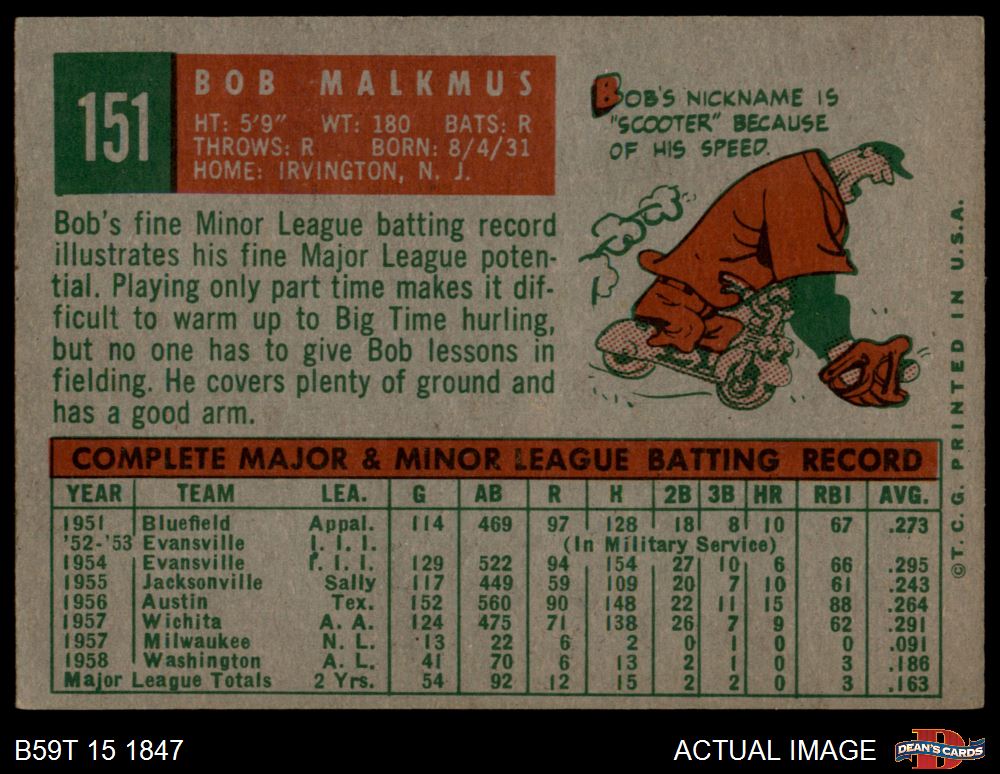 151
BOB MALKMUS
HT: 5'9" WT: 180 BATS: R
THROWS: R BORN: 8/4/31
HOME: IRVINGTON, N. J.
Bob's fine Minor League batting record
illustrates his fine Major League poten-
tial. Playing only part time makes it dif-
ficult to warm up to Big Time hurling,
but no one has to give Bob lessons in
fielding. He covers plenty of ground and
has a good arm.
BOB'S NICKNAME IS
"SCOOTER" BECAUSE
OF HIS SPEED.
COMPLETE MAJOR & MINOR LEAGUE BATTING RECORD
YEAR TEAM LEA. G AB R H 2B 3B HR RBI AVG.
1951 Bluefield Appal. 114 469 97 128 18 8 10 67 .273
'52-'53 Evansville I. I. I. (In Military Service)
1954 Evansville I. I. I. 129 522 94 154 27 10 6 66 .295
1955 Jacksonville Sally 117 449 59 109 20 7 10 61 .243
1956 Austin Tex. 152 560 90 148 22 11 15 88 .264
1957 Wichita A. A. 124 475 71 138 26 7 9 62 .291
1957 Milwaukee N. L. 13 22 6 2 0 1 0 0 .091
1958 Washington A. L. 41 70 6 13 2 1 0 3 .186
Major League Totals 2 Yrs. 54 92 12 15 2 2 0 3 .163
©T. C. G. PRINTED IN U.S.A.
B59T 15 1847
ACTUAL IMAGE
D
DEAN'S CARDS